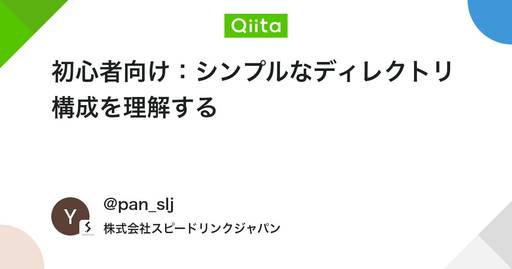 Qiita
初心者向け：シンプルなディレクトリ
構成を理解する
Y
@pan_slj
株式会社スピードリンクジャパン